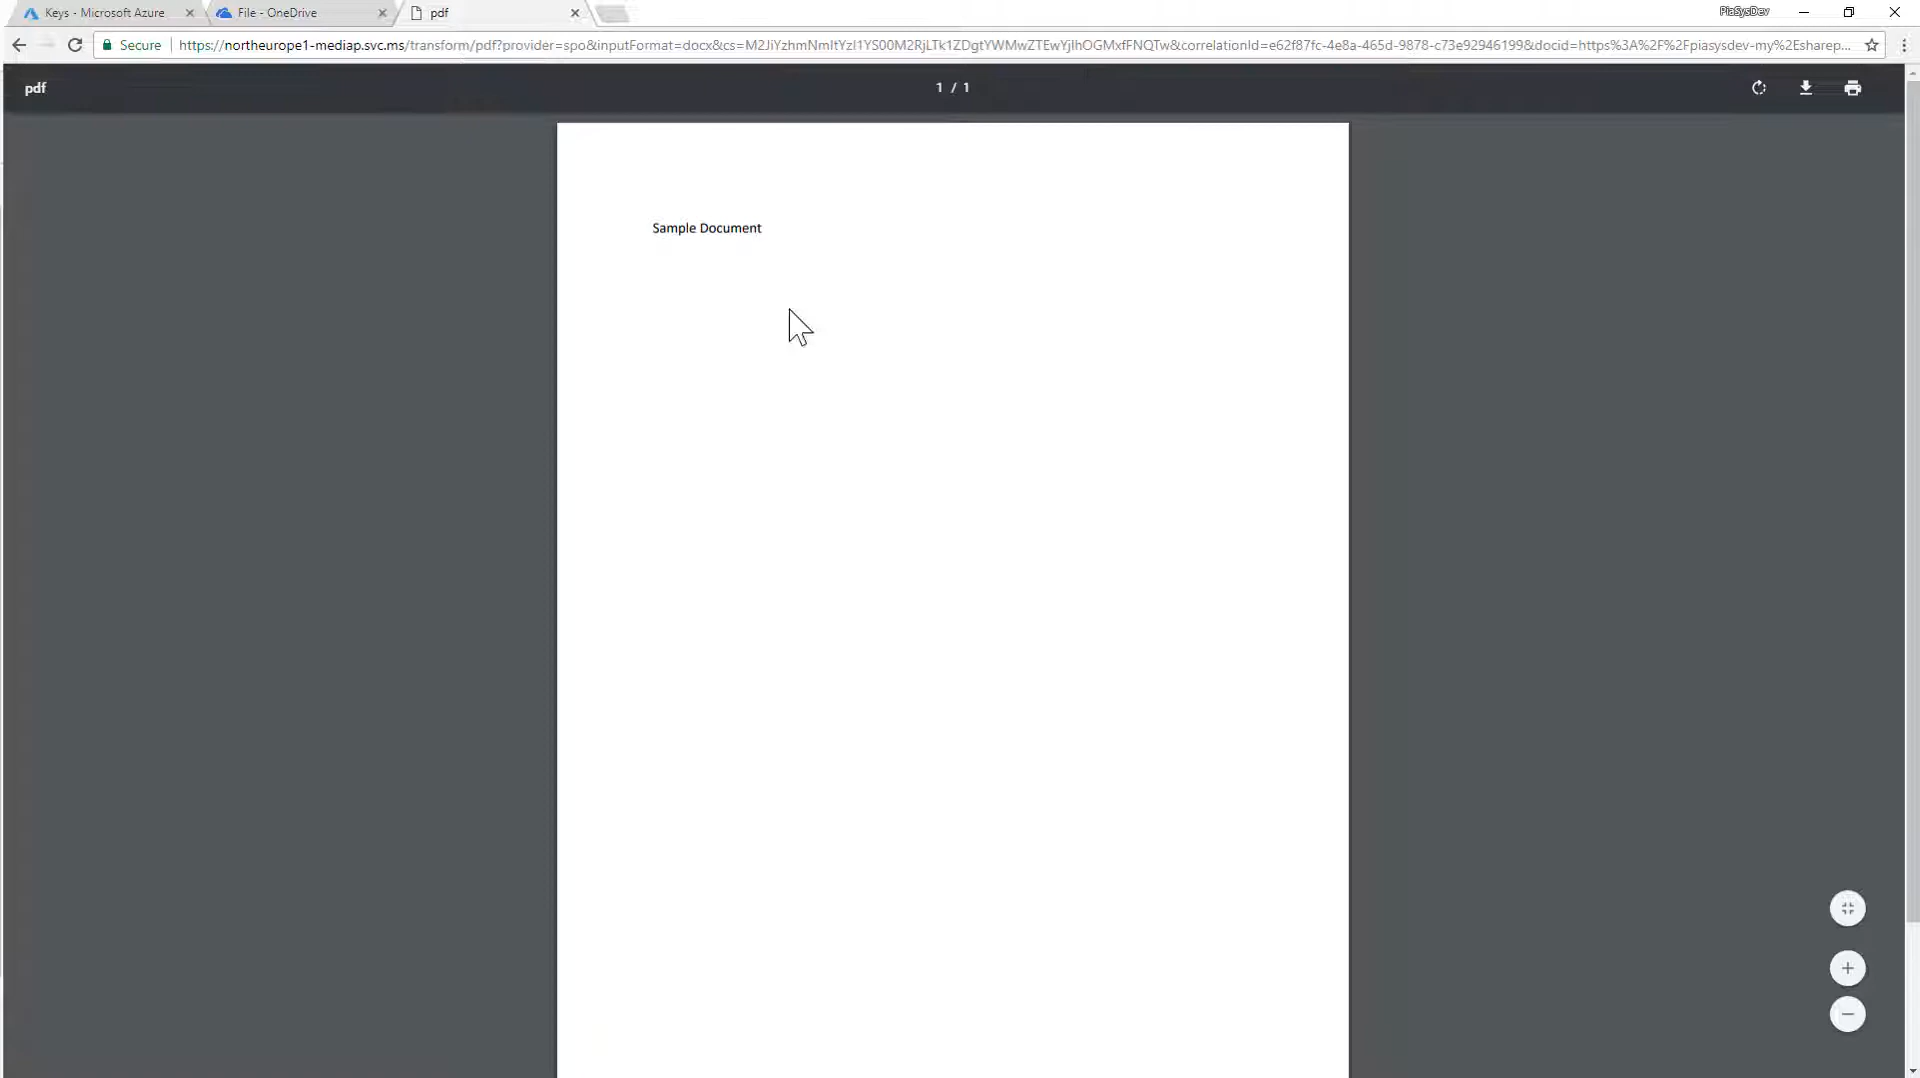 Keys - Microsoft Azure
File - OneDrive
pdf
PiaSysDev
Secure
https://northeurope1-mediap.svc.ms/transform/pdf?provider=spo&inputFormat=docx&cs=M2JiYzhmNmItYzI1YS00M2RjLTk1ZDgtYWMwZTEwYjlhOGMxfFNQTw&correlationId=e62f87fc-4e8a-465d-9878-c73e92946199&docid=https%3A%2F%2Fpiasysdev-my%2Esharep...
pdf
1 / 1
Sample Document